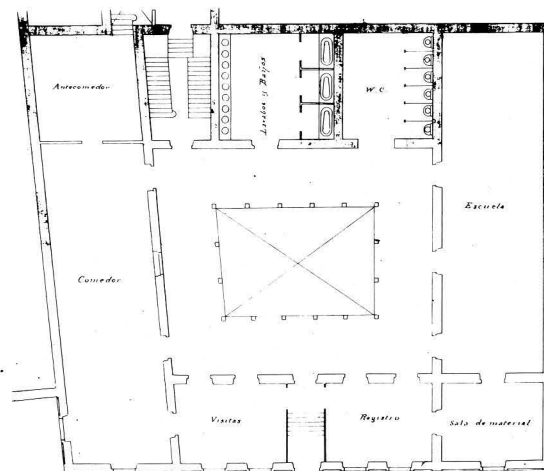 Antecomedor
Lavabos y Baños
W.C.
Escuela
Comedor
Visitas
Registro
Sala de material